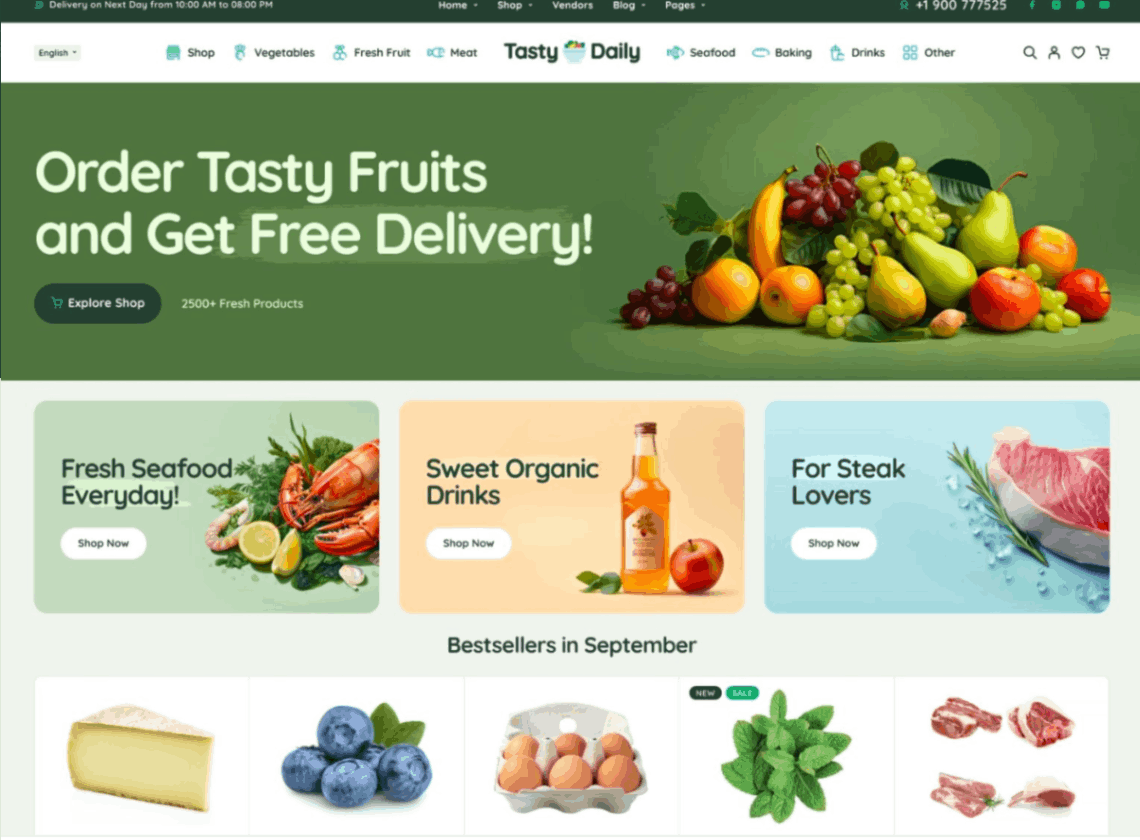 Delivery on Next Day from 10:00 AM to 08:00 PM
Home
Shop
Vendors
Blog
Pages
+1 900 777525
English
Shop
Vegetables
Fresh Fruit
Meat
Tasty Daily
Seafood
Baking
Drinks
Other
Order Tasty Fruits
and Get Free Delivery!
Explore Shop
2500+ Fresh Products
Fresh Seafood
Everyday!
Shop Now
Sweet Organic
Drinks
Shop Now
For Steak
Lovers
Shop Now
Bestsellers in September
NEW
SALE